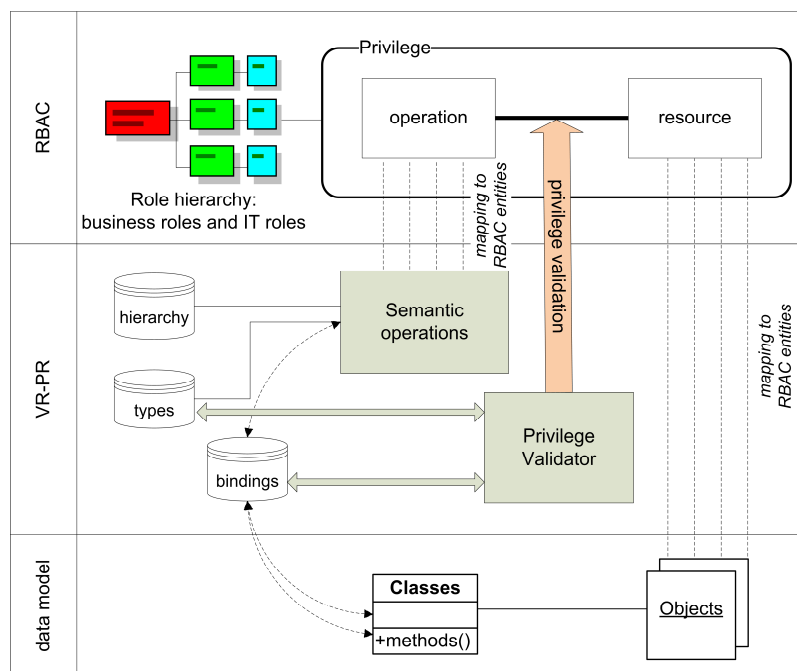 RBAC
Privilege
operation
resource
Role hierarchy:
business roles and IT roles
mapping to
RBAC entities
privilege validation
VR-PR
hierarchy
Semantic
operations
types
mapping to
RBAC entities
Privilege
Validator
bindings
data model
Classes
+methods()
Objects